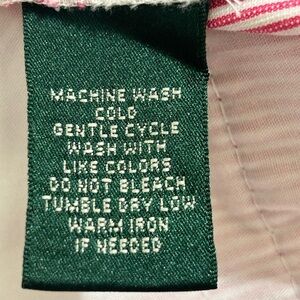 MACHINE WASH
COLD
GENTLE CYCLE
WASH WITH
LIKE COLORS
DO NOT BLEACH
TUMBLE DRY LOW
WARM IRON
IF NEEDED